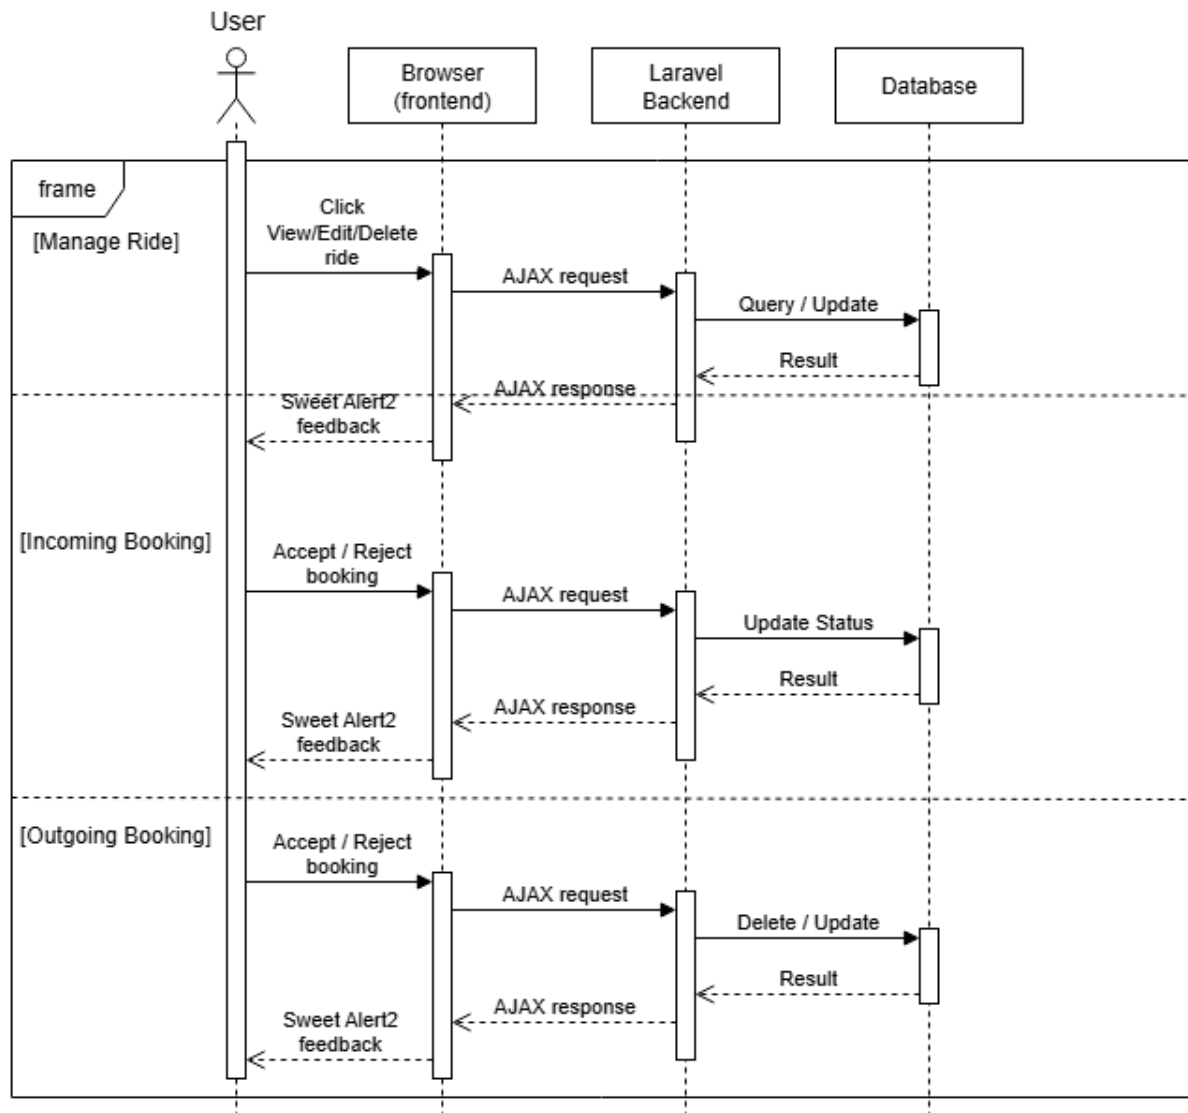 User
Browser
(frontend)
Laravel
Backend
Database
frame
[Manage Ride]
Click
View/Edit/Delete
ride
AJAX request
Query / Update
Result
AJAX response
Sweet Alert2
feedback
[Incoming Booking]
Accept / Reject
booking
AJAX request
Update Status
Result
AJAX response
Sweet Alert2
feedback
[Outgoing Booking]
Accept / Reject
booking
AJAX request
Delete / Update
Result
AJAX response
Sweet Alert2
feedback